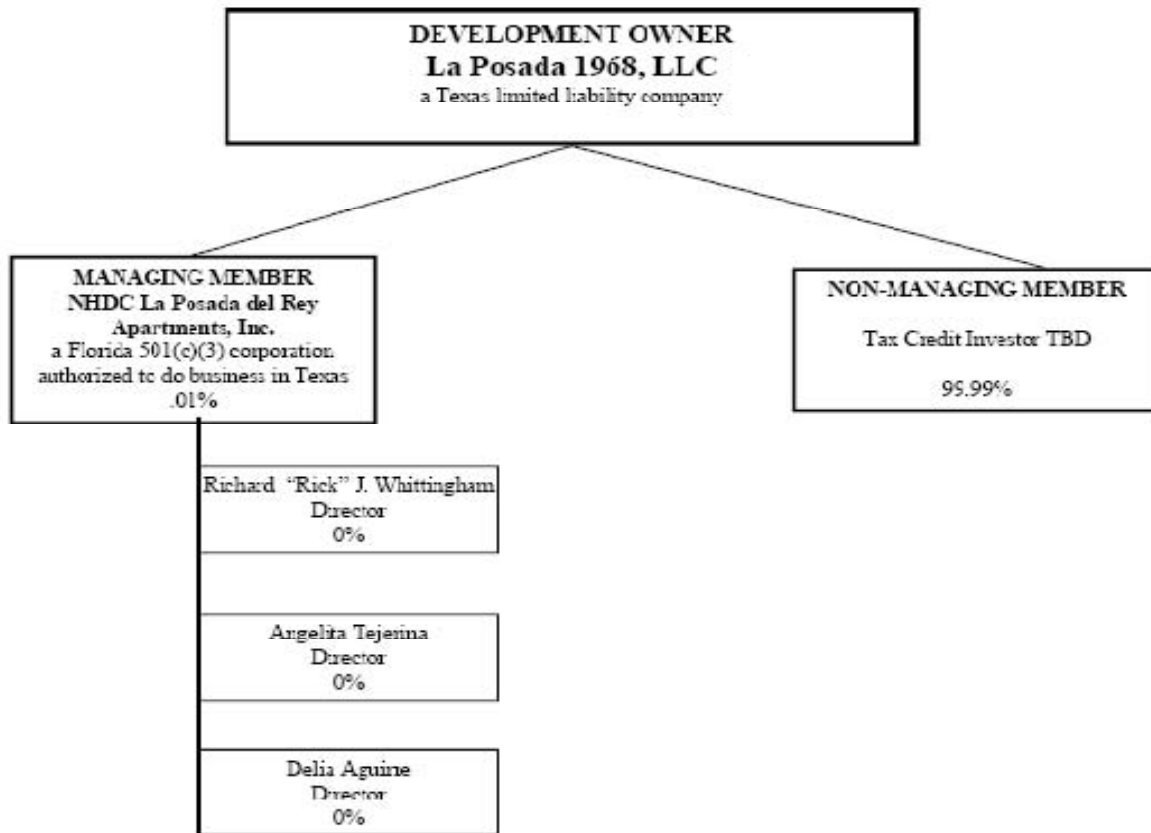 DEVELOPMENT OWNER
La Posada 1968, LLC
a Texas limited liability company
MANAGING MEMBER
NHDC La Posada del Rey
Apartments, Inc.
a Florida 501(c)(3) corporation
authorized to do business in Texas
.01%
NON-MANAGING MEMBER
Tax Credit Investor TBD
99.99%
Richard “Rick” J. Whittingham
Director
0%
Angelita Tejerina
Director
0%
Delia
Director
0%